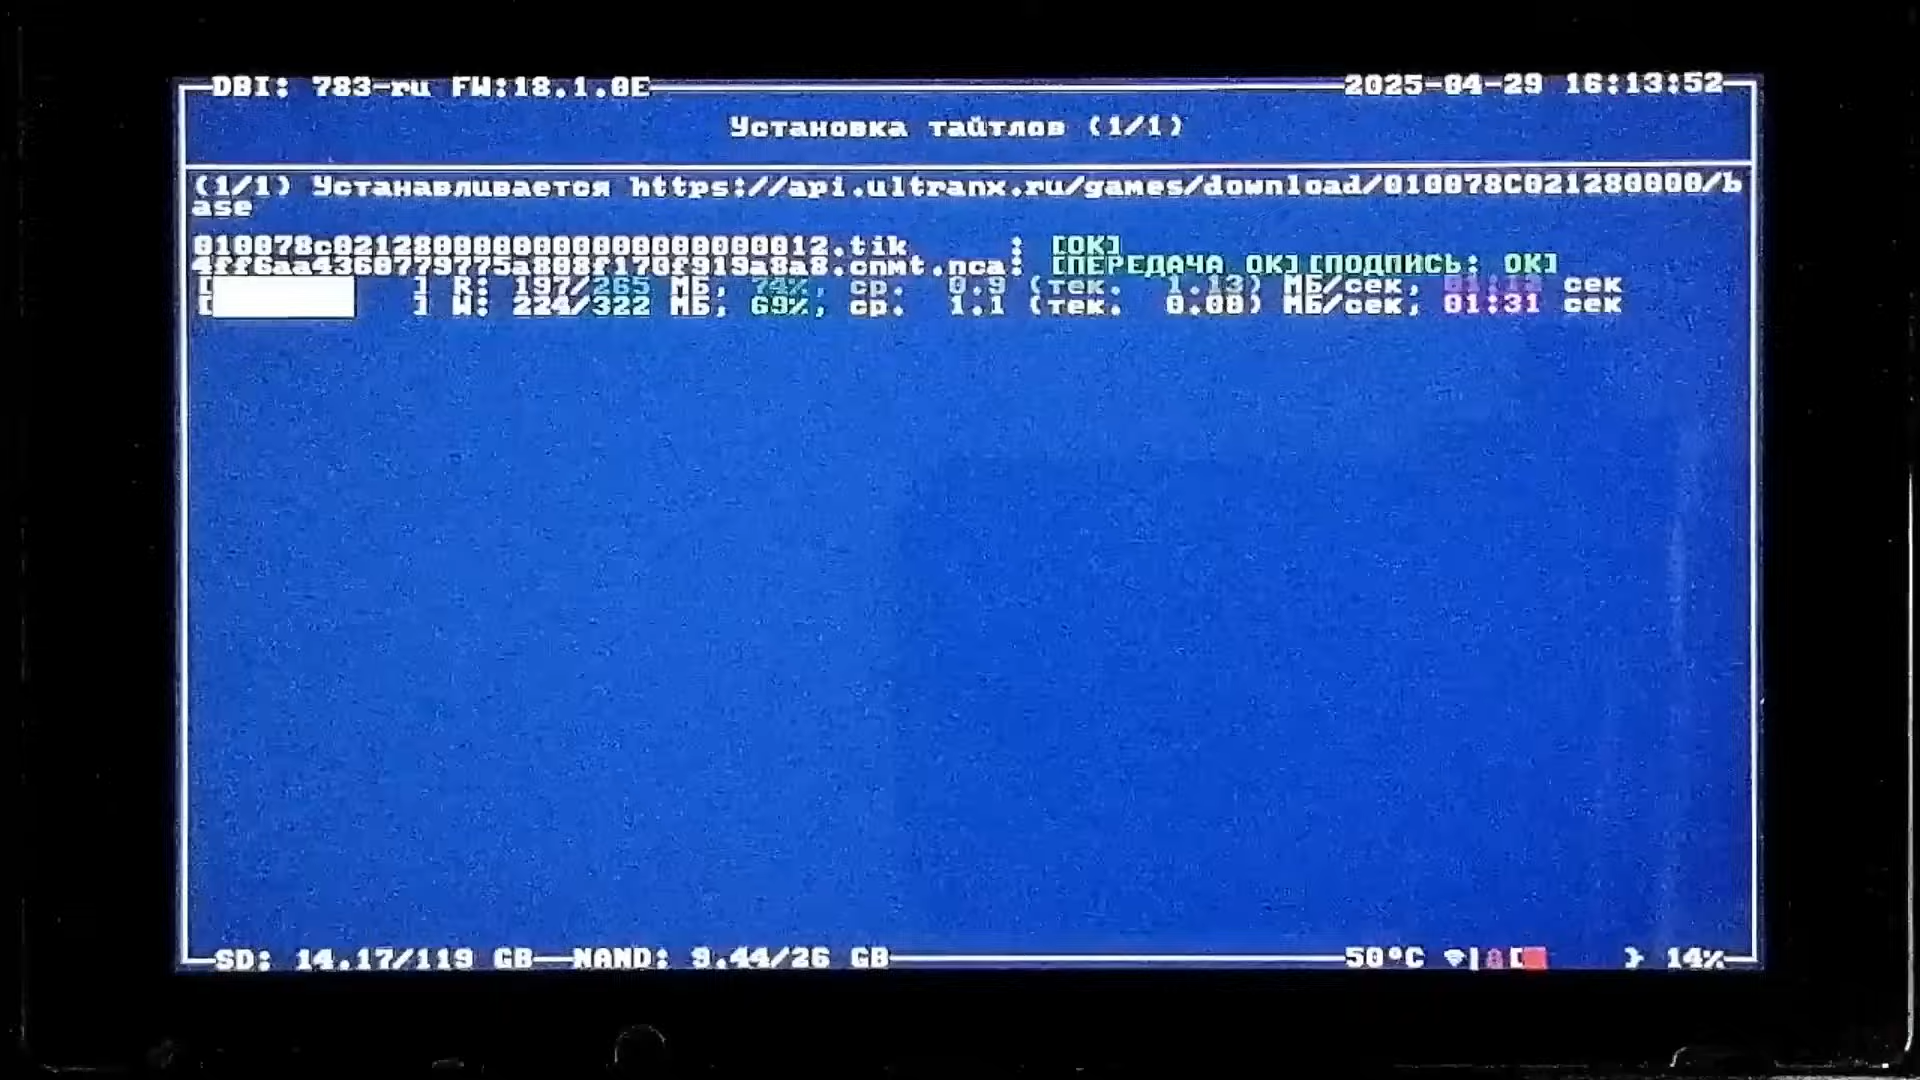 DBI: 783-ru FW:18.1.0E 2025-04-29 16:13:52
Установка тайтлов (1/1)
(1/1) Устанавливается https://api.ultranx.ru/games/download/010078C021280000/b
ase
010078c0212800000000000000000012.tik : [OK]
4ff6aa4360779775a808f170f919a8a8.cnmt.nca: [ПЕРЕДАЧА OK][ПОДПИСЬ: OK]
[ ] R: 197/265 МБ, 74%, ср. 0.9 (тек. 1.13) МБ/сек, сек
[ ] W: 224/322 МБ, 69%, ср. 1.1 (тек. 0.00) МБ/сек, 01:31 сек
SD: 14.17/119 GB NAND: 9.44/26 GB 50°C 14%